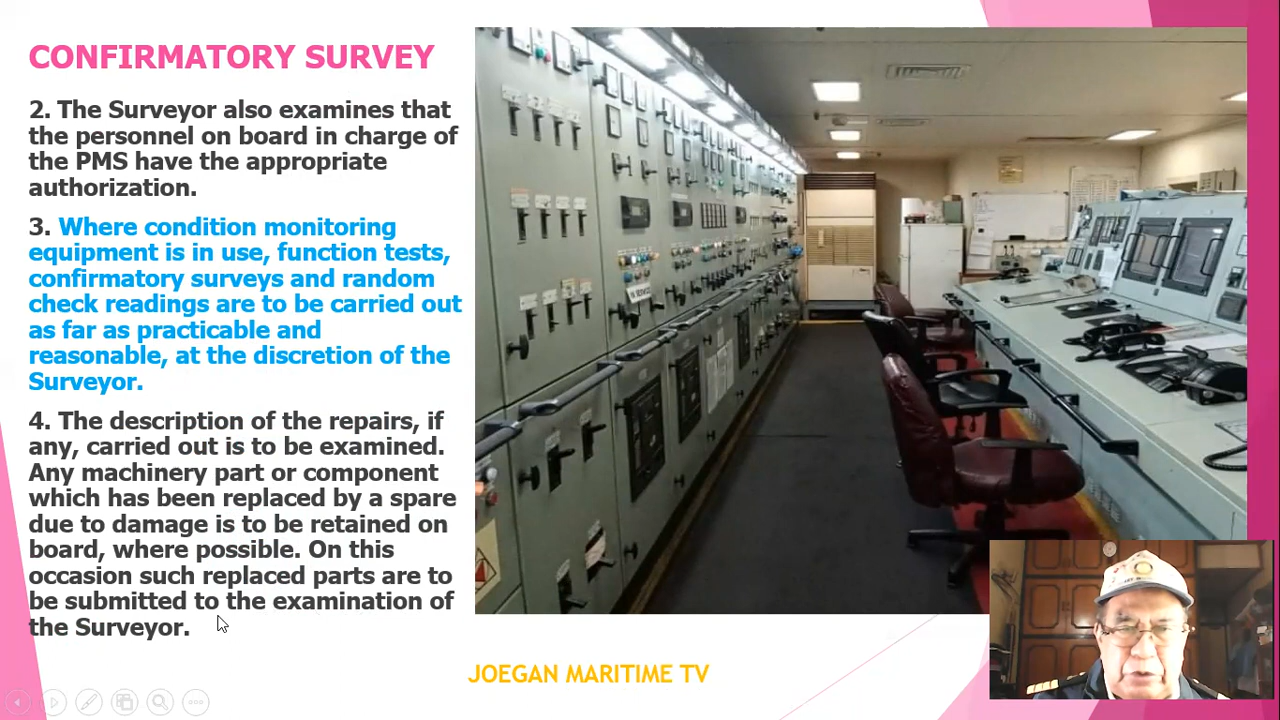 CONFIRMATORY SURVEY
2. The Surveyor also examines that
the personnel on board in charge of
the PMS have the appropriate
authorization.
3. Where condition monitoring
equipment is in use, function tests,
confirmatory surveys and random
check readings are to be carried out
as far as practicable and
reasonable, at the discretion of the
Surveyor.
4. The description of the repairs, if
any, carried out is to be examined.
Any machinery part or component
which has been replaced by a spare
due to damage is to be retained on
board, where possible. On this
occasion such replaced parts are to
be submitted to the examination of
the Surveyor.
JOEGAN MARITIME TV